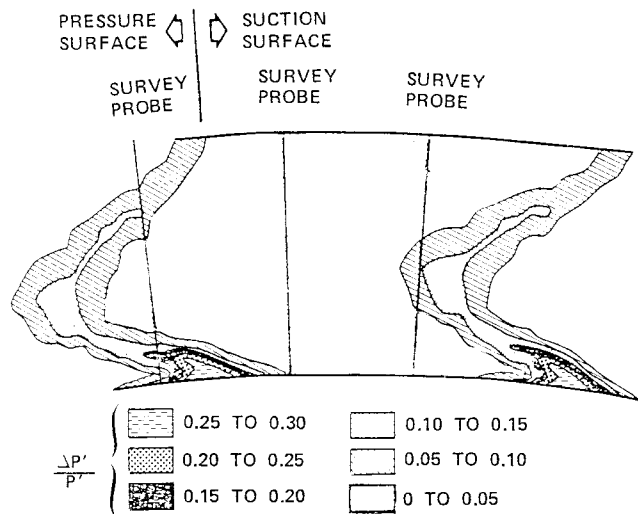 PRESSURE SURFACE
SUCTION SURFACE
SURVEY PROBE
SURVEY PROBE
SURVEY PROBE
ΔP'
P'
0.25 TO 0.30
0.10 TO 0.15
0.20 TO 0.25
0.05 TO 0.10
0.15 TO 0.20
0 TO 0.05